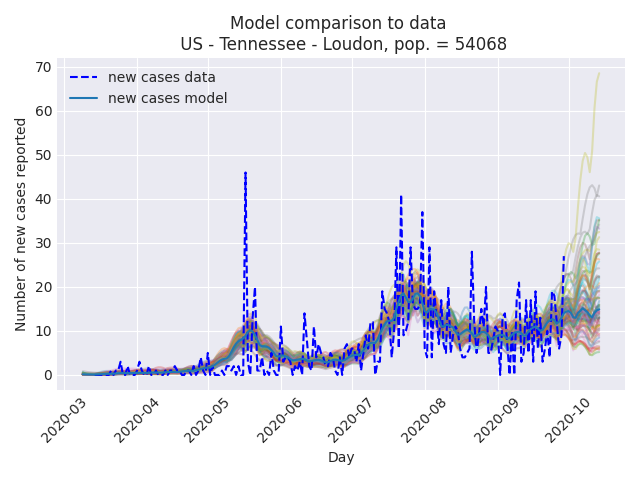 Model comparison to data
US - Tennessee - Loudon, pop. = 54068
new cases data
new cases model
Number of new cases reported
70
60
50
40
30
20
10
0
2020-03
2020-04
2020-05
2020-06
2020-07
2020-08
2020-09
2020-10
Day